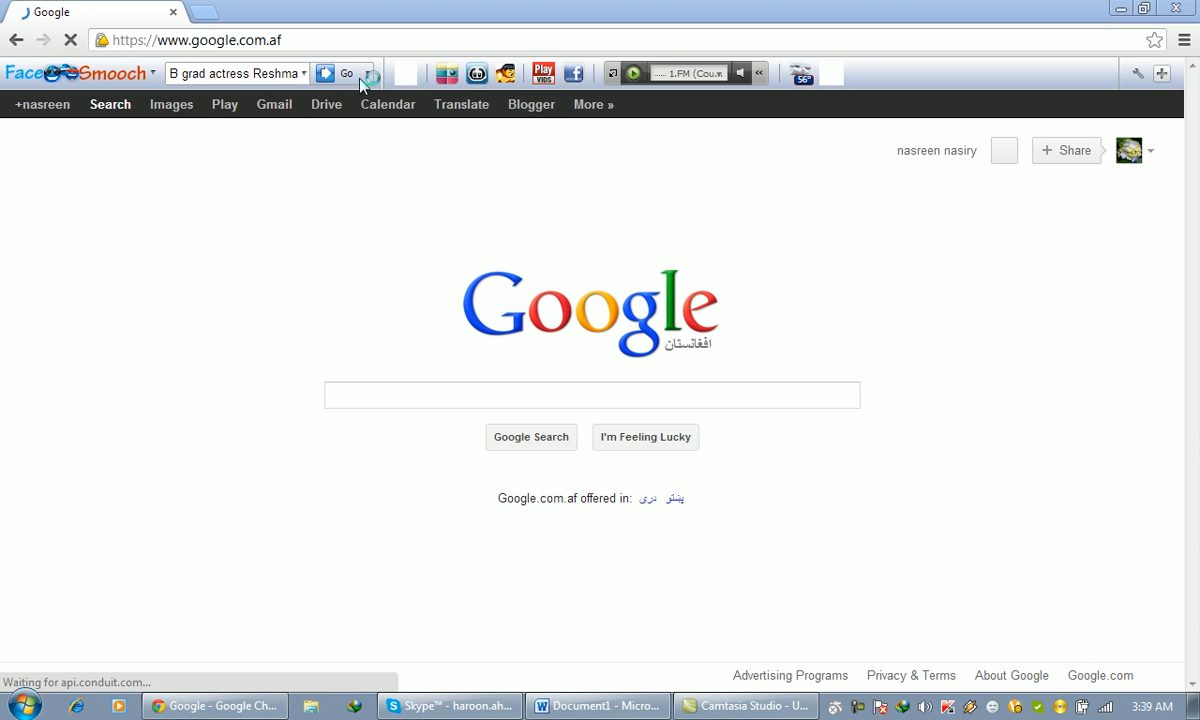 Google
https://www.google.com.af
FaceSmooch
B grad actress Reshma
Go
Play VIDS
...... 1.FM (Cou.
56°
+nasreen Search Images Play Gmail Drive Calendar Translate Blogger More »
nasreen nasiry
+ Share
Google
افغانستان
Google Search
I'm Feeling Lucky
Google.com.af offered in: دری پښتو
Advertising Programs Privacy & Terms About Google Google.com
Waiting for api.conduit.com...
Google - Google Ch...
Skype™ - haroon.ah...
Document1 - Micro...
Camtasia Studio - U...
3:39 AM